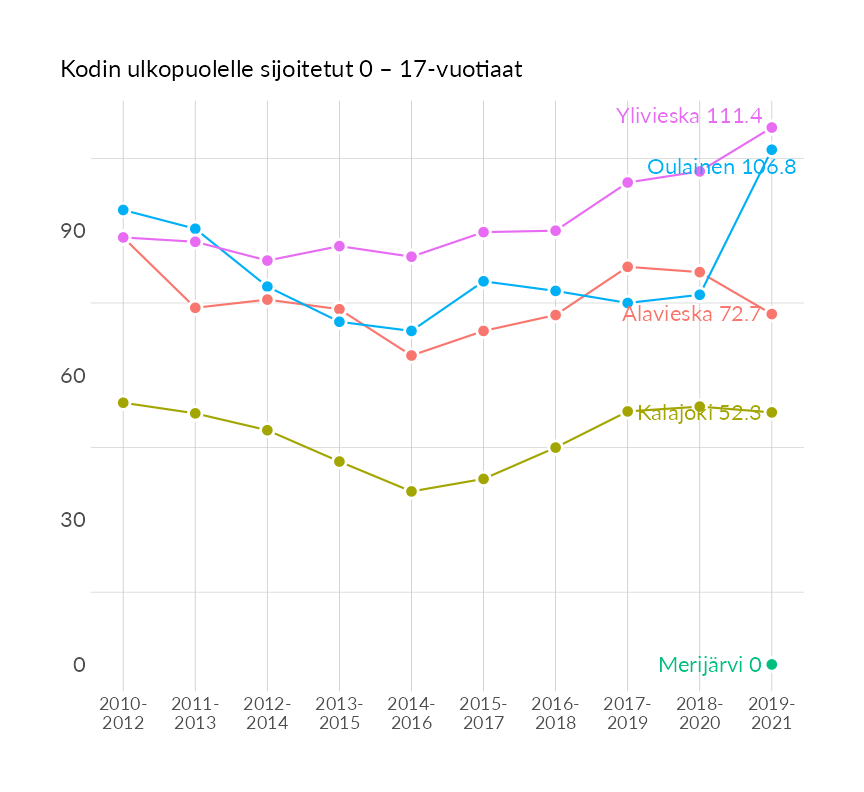 Kodin ulkopuolelle sijoitetut 0 – 17-vuotiaat
Ylivieska 111.4
Oulainen 106.8
90
Alavieska 72.7
60
Kalajoki 52.3
30
Merijärvi 0
0
2010- 2011- 2012- 2013- 2014- 2015- 2016- 2017- 2018- 2019-
2012 2013 2014 2015 2016 2017 2018 2019 2020 2021